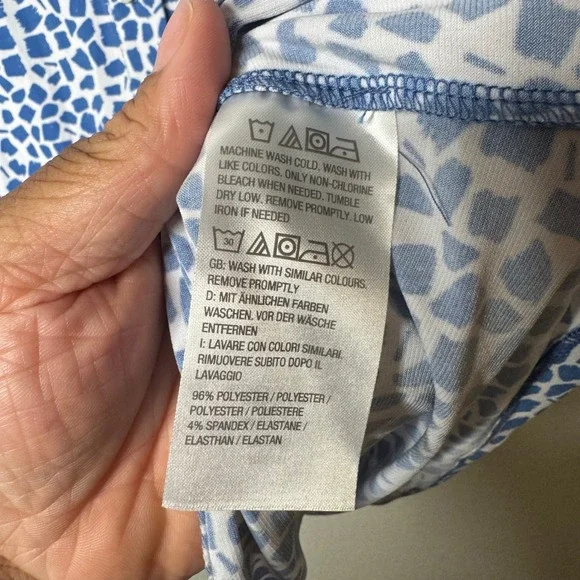 MACHINE WASH COLD. WASH WITH
LIKE COLORS. ONLY NON-CHLORINE
BLEACH WHEN NEEDED. TUMBLE
DRY LOW. REMOVE PROMPTLY. LOW
IRON IF NEEDED
30
GB: WASH WITH SIMILAR COLOURS.
REMOVE PROMPTLY
D: MIT ÄHNLICHEN FARBEN
WASCHEN. VOR DER WÄSCHE
ENTFERNEN
I: LAVARE CON COLORI SIMILARI.
RIMUOVERE SUBITO DOPO IL
LAVAGGIO
96% POLYESTER / POLYESTER /
POLYESTER / POLIESTERE
4% SPANDEX / ELASTANE /
ELASTHAN / ELASTAN